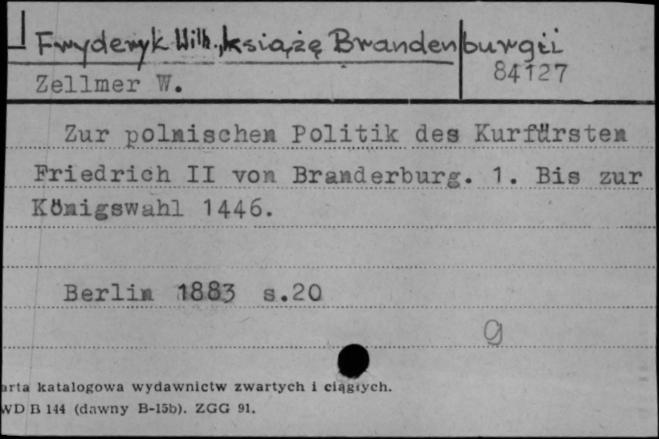 Fryderyk Wilh., książę Brandenburgii
Zellmer W.
84127
Zur polnischen Politik des Kurfürsten
Friedrich II von Branderburg. 1. Bis zur
Königswahl 1446.
Berlin 1883 s.20
g
arta katalogowa wydawnictw zwartych i ciągłych.
WD B 144 (dawny B-15b). ZGG 91.